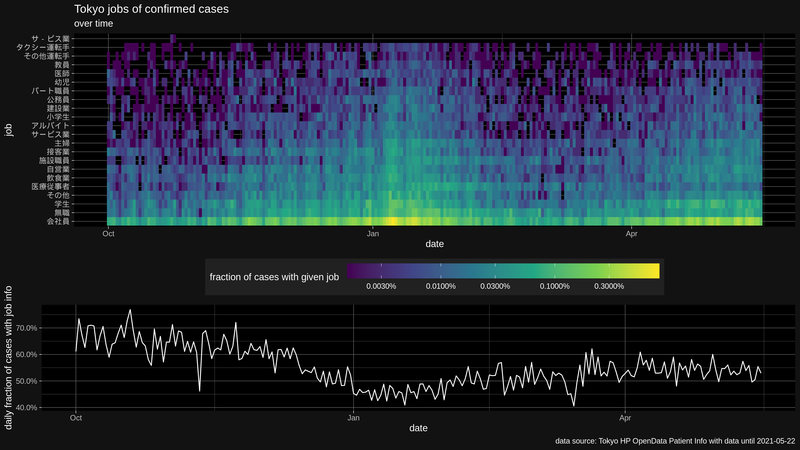 Tokyo jobs of confirmed cases
over time
サ - ビス業
タクシー運転手
その他運転手
教員
医師
幼児
パート職員
公務員
建設業
小学生
アルバイト
サービス業
主婦
接客業
施設職員
自営業
飲食業
医療従事者
その他
学生
無職
会社員
job
Oct Jan Apr
date
fraction of cases with given job
0.0030% 0.0100% 0.0300% 0.1000% 0.3000%
daily fraction of cases with job info
70.0%
60.0%
50.0%
40.0%
Oct Jan Apr
date
data source: Tokyo HP OpenData Patient Info with data until 2021-05-22